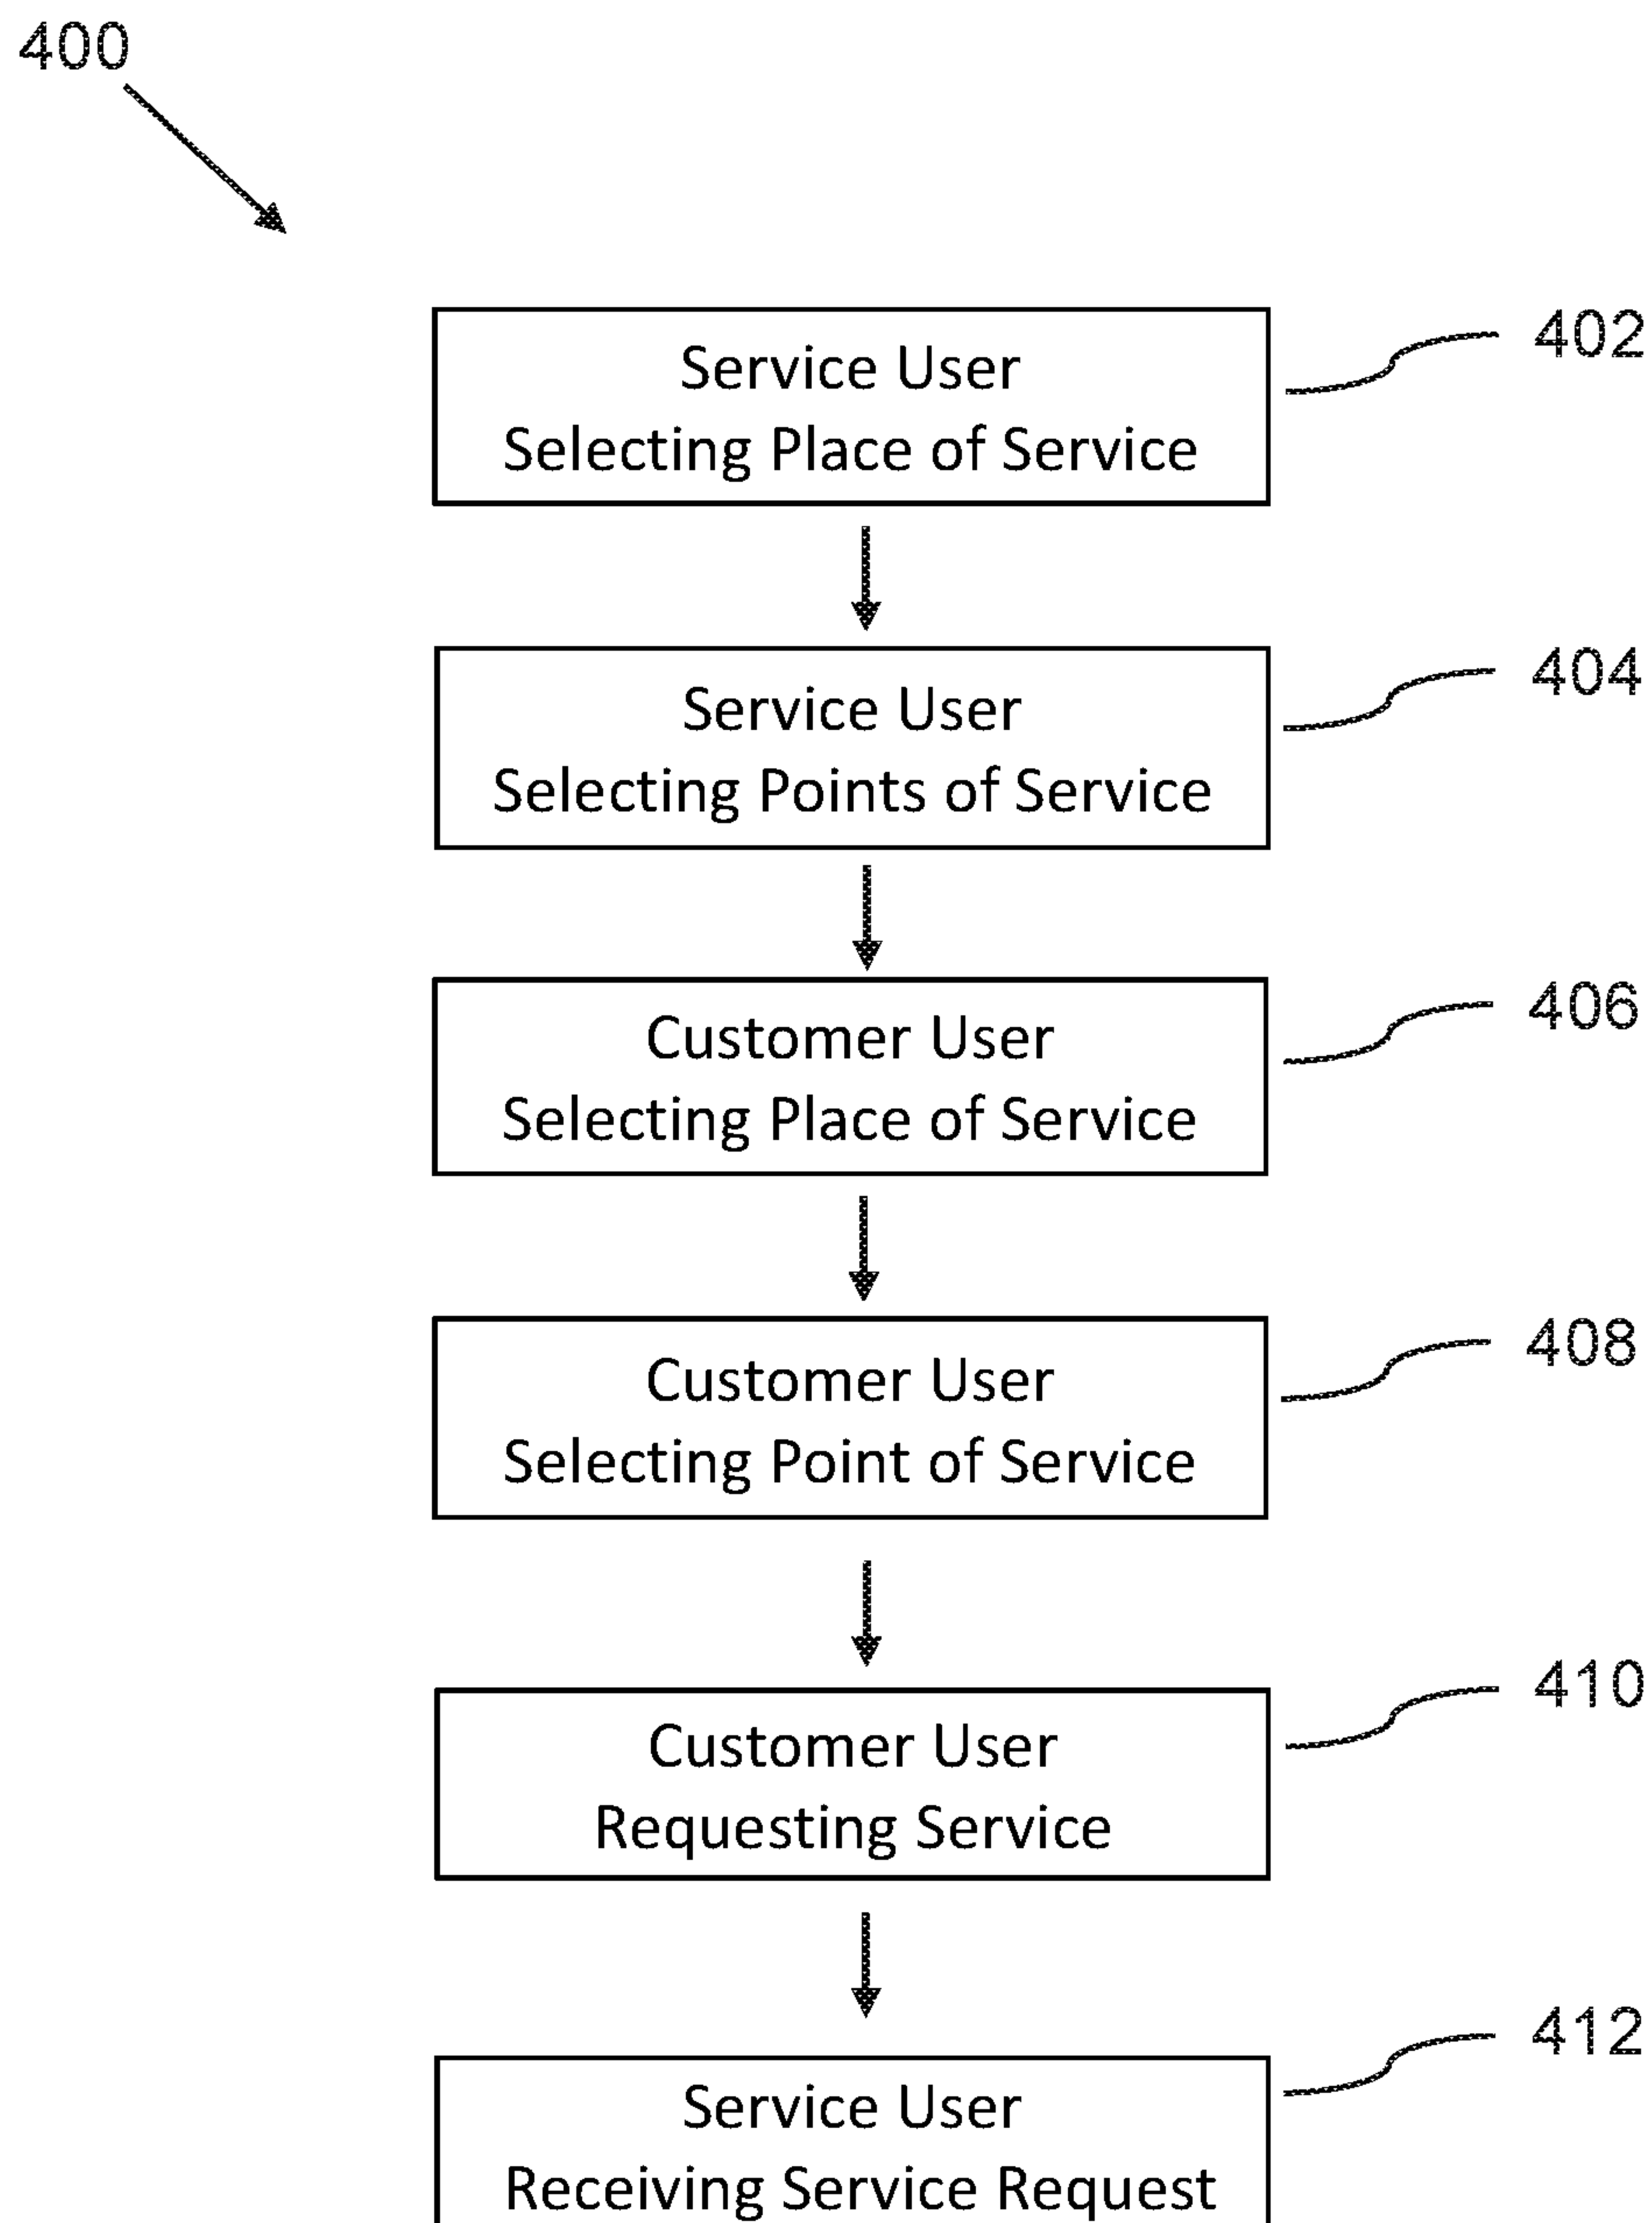 400
Service User
Selecting Place of Service
402
Service User
Selecting Points of Service
404
Customer User
Selecting Place of Service
406
Customer User
Selecting Point of Service
408
Customer User
Requesting Service
410
Service User
Receiving Service Request
412